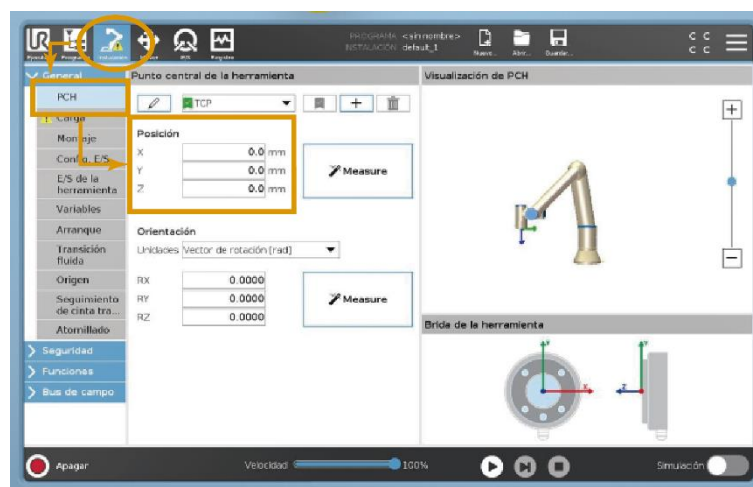 PROGRAMA <sin nombre>
INSTALACIÓN default_1
Nuevo...
Abrir...
Guardar...
C C
C C
General
PCH
Carga
Montaje
Config. E/S
E/S de la
herramienta
Variables
Arranque
Transición
fluida
Origen
Seguimiento
de cinta tra...
Atornillado
Seguridad
Funciones
Bus de campo
Punto central de la herramienta
TCP
Posición
X 0.0 mm
Y 0.0 mm
Z 0.0 mm
Measure
Orientación
Unidades Vector de rotación [rad]
RX 0.0000
RY 0.0000
RZ 0.0000
Measure
Visualización de PCH
Brida de la herramienta
Y
X
Y
Z
Apagar
Velocidad
100%
Simulación